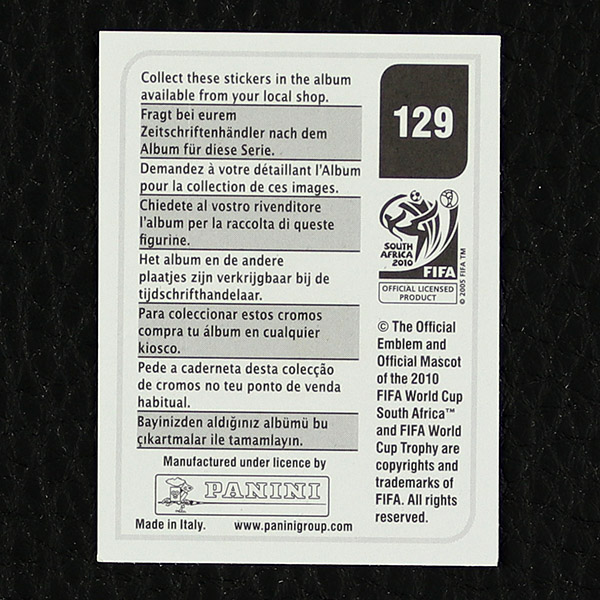 Collect these stickers in the album
available from your local shop.
Fragt bei eurem
Zeitschriftenhändler nach dem
Album für diese Serie.
Demandez à votre détaillant l'Album
pour la collection de ces images.
Chiedete al vostro rivenditore
l'album per la raccolta di queste
figurine.
Het album en de andere
plaatjes zijn verkrijgbaar bij de
tijdschrifthandelaar.
Para coleccionar estos cromos
compra tu álbum en cualquier
kiosco.
Pede a caderneta desta colecção
de cromos no teu ponto de venda
habitual.
Bayinizden aldığınız albümü bu
çıkartmalar ile tamamlayın.
Manufactured under licence by
PANINI
Made in Italy.
www.paninigroup.com
129
SOUTH
AFRICA
2010
FIFA
© 2005 FIFA TM
OFFICIAL LICENSED
PRODUCT
© The Official
Emblem and
Official Mascot
of the 2010
FIFA World Cup
South Africa™
and FIFA World
Cup Trophy are
copyrights and
trademarks of
FIFA. All rights
reserved.